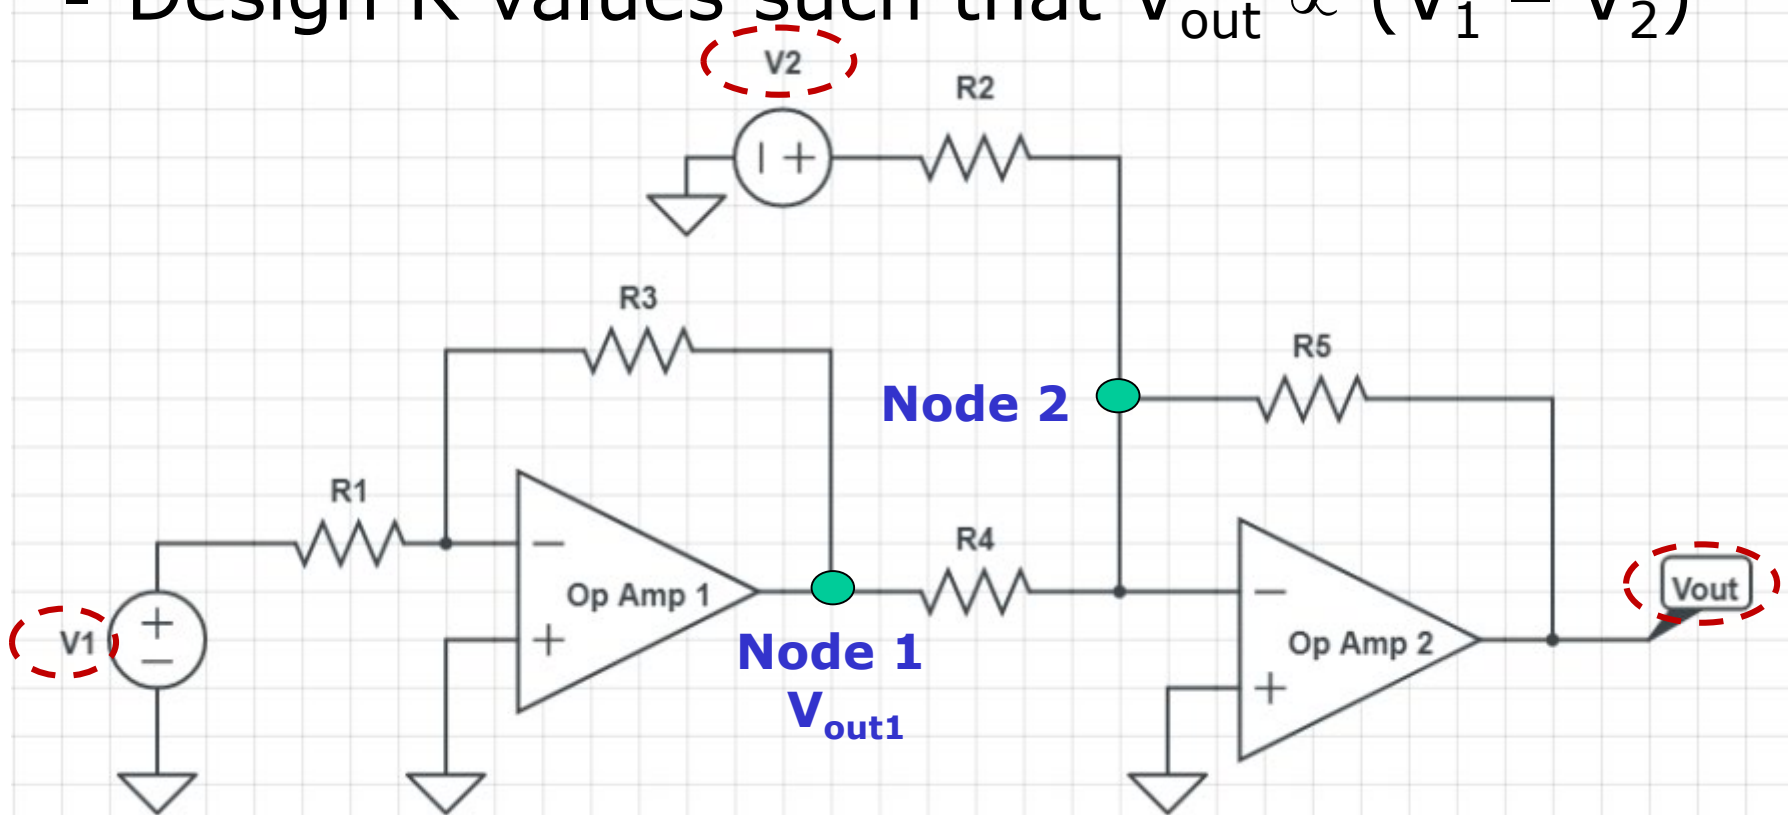 - Design R values such that Vout ∝ (V1 – V2)
V2
R2
R3
R5
Node 2
R1
R4
Op Amp 1
Vout
V1
Node 1
Op Amp 2
Vout1